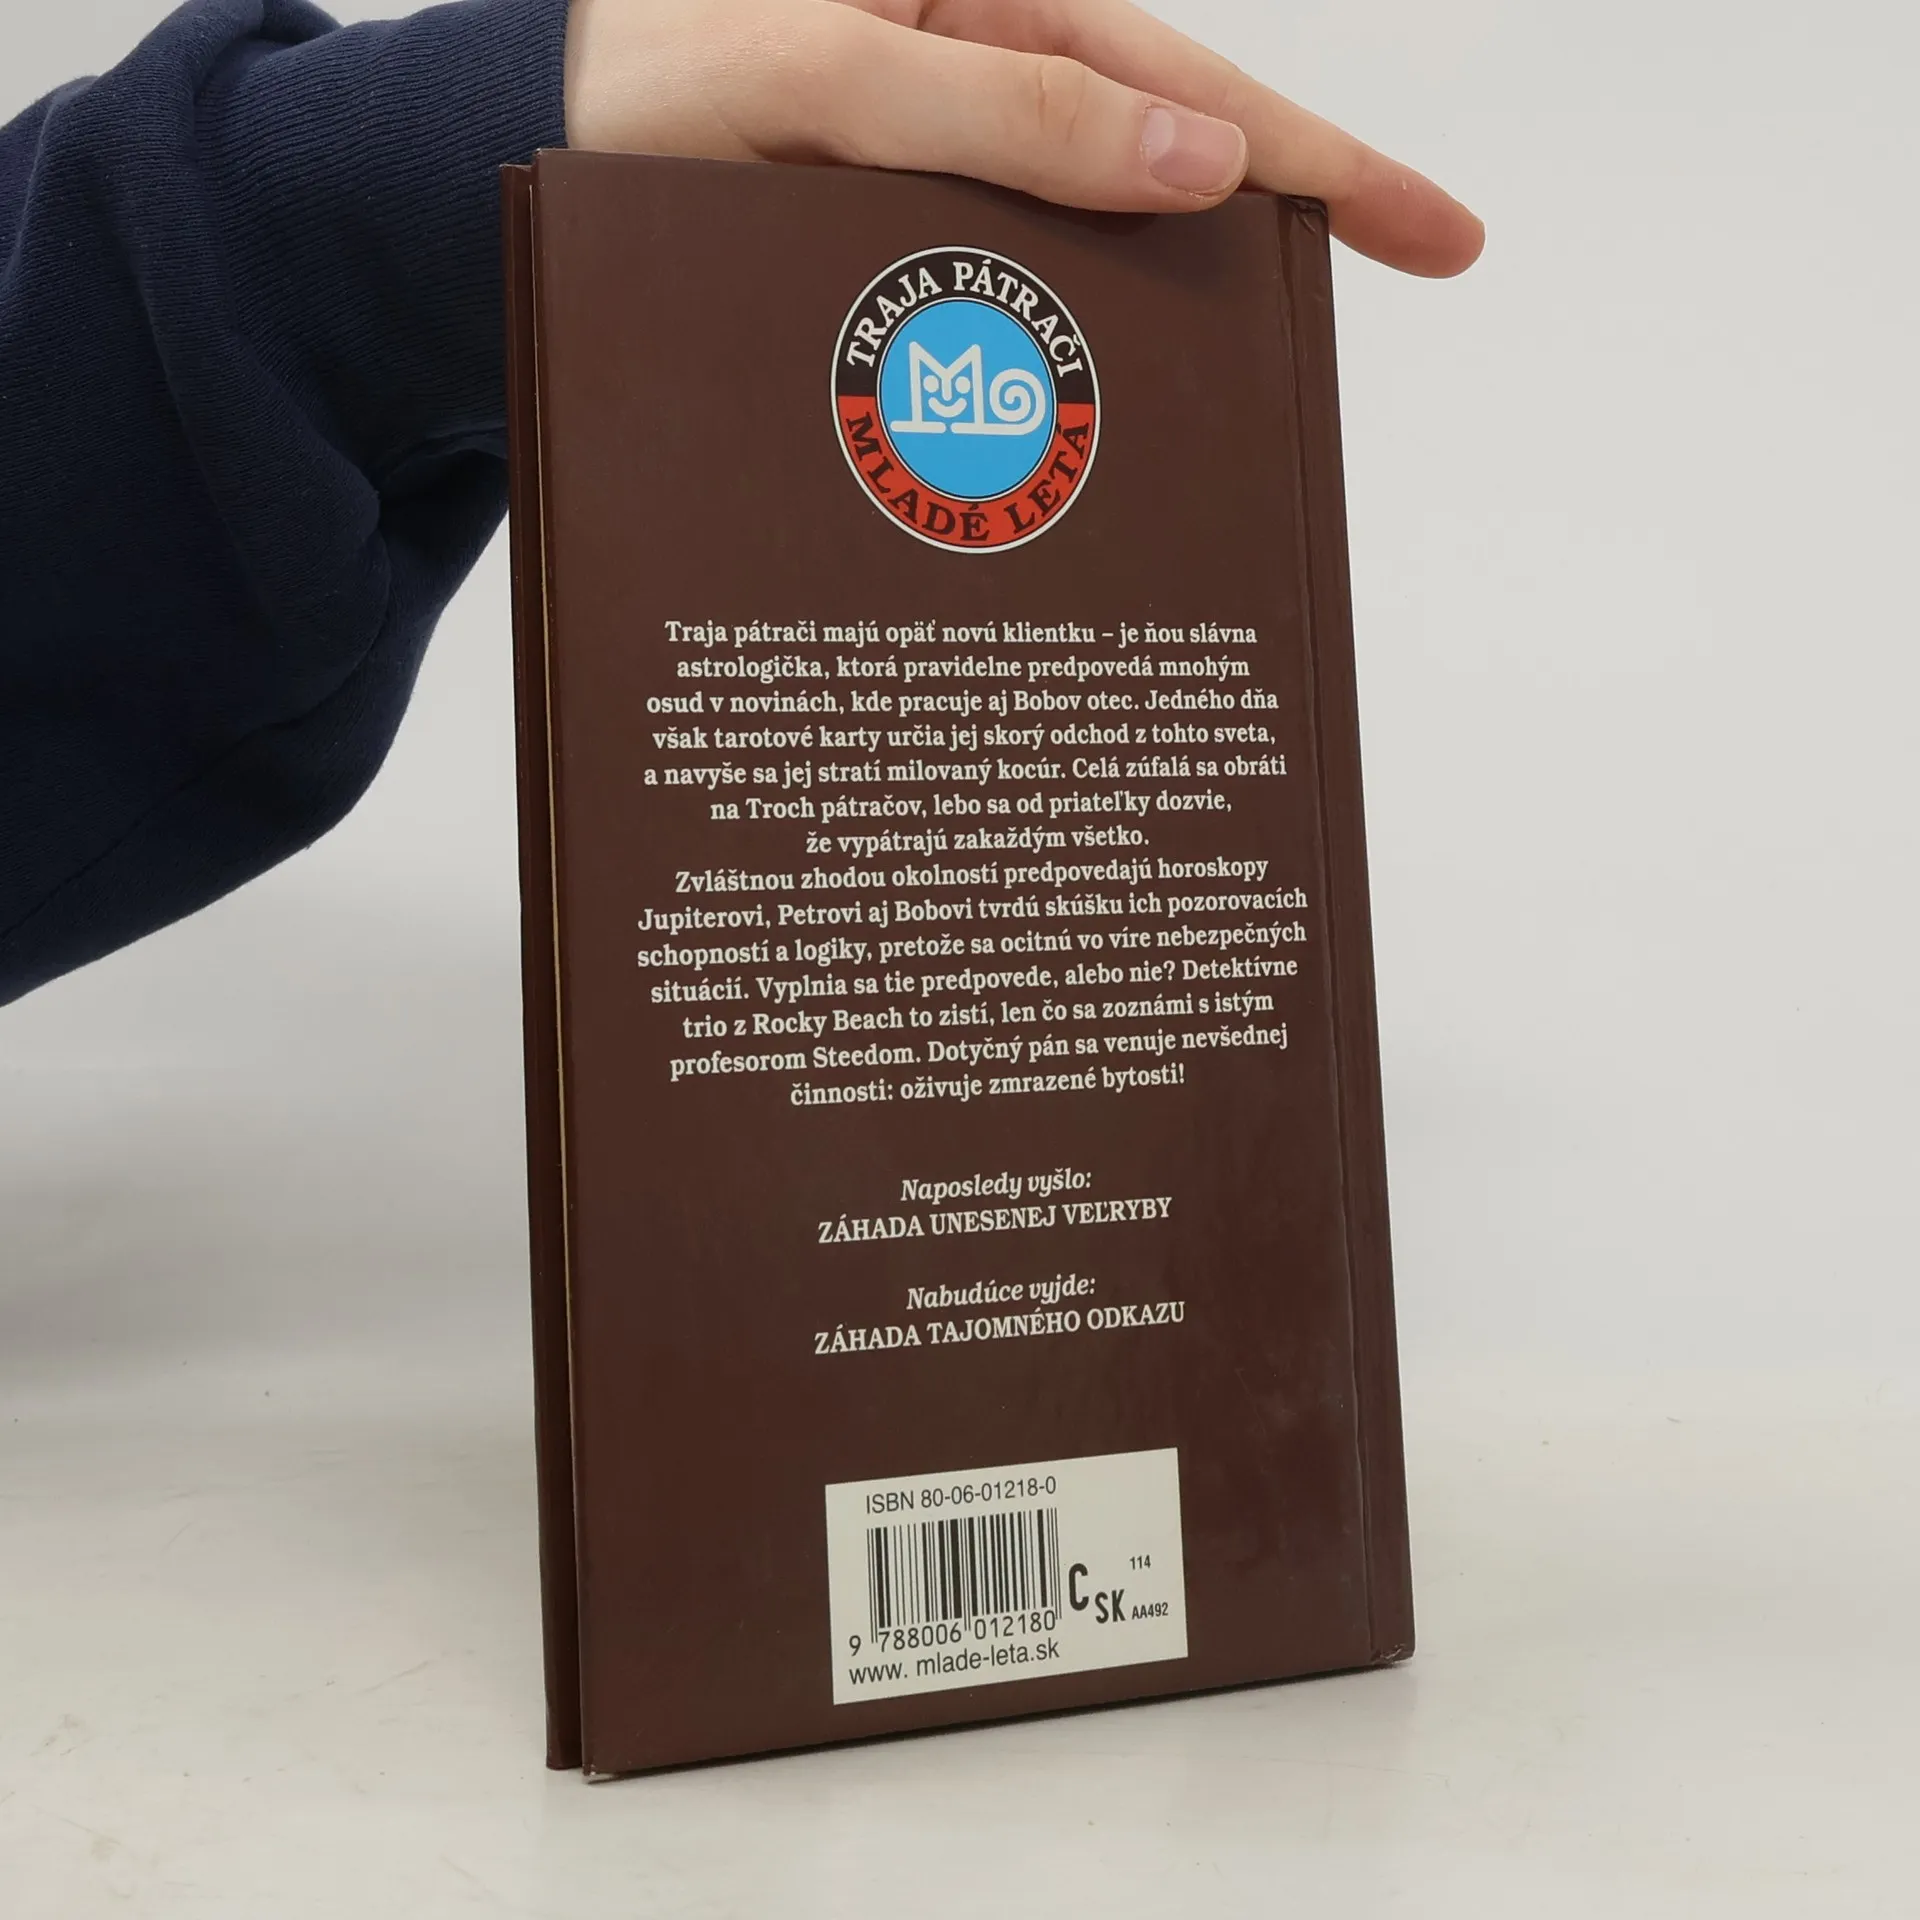 TRAJA PÁTRAČI
MLADÉ LETÁ
Traja pátrači majú opäť novú klientku – je ňou slávna
astrologička, ktorá pravidelne predpovedá mnohým
osud v novinách, kde pracuje aj Bobov otec. Jedného dňa
však tarotové karty určia jej skorý odchod z tohto sveta,
a navyše sa jej stratí milovaný kocúr. Celá zúfalá sa obráti
na Troch pátračov, lebo sa od priateľky dozvie,
že vypátrajú zakaždým všetko.
Zvláštnou zhodou okolností predpovedajú horoskopy
Jupiterovi, Petrovi aj Bobovi tvrdú skúšku ich pozorovacích
schopností a logiky, pretože sa ocitnú vo víre nebezpečných
situácií. Vyplnia sa tie predpovede, alebo nie? Detektívne
trio z Rocky Beach to zistí, len čo sa zoznámi s istým
profesorom Steedom. Dotyčný pán sa venuje nevšednej
činnosti: oživuje zmrazené bytosti!
Naposledy vyšlo:
ZÁHADA UNESENEJ VEĽRYBY
Nabudúce vyjde:
ZÁHADA TAJOMNÉHO ODKAZU
ISBN 80-06-01218-0
9 788006 012180
C SK 114 AA492
www. mlade-leta.sk